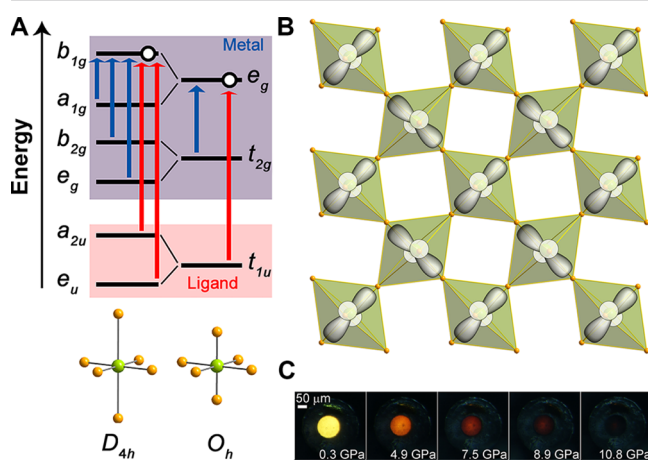 A
Energy
Metal
b1g
a1g
b2g
eg
eg
t2g
a2u
eu
t1u
Ligand
D4h
Oh
B
C
50 μm
0.3 GPa
4.9 GPa
7.5 GPa
8.9 GPa
10.8 GPa